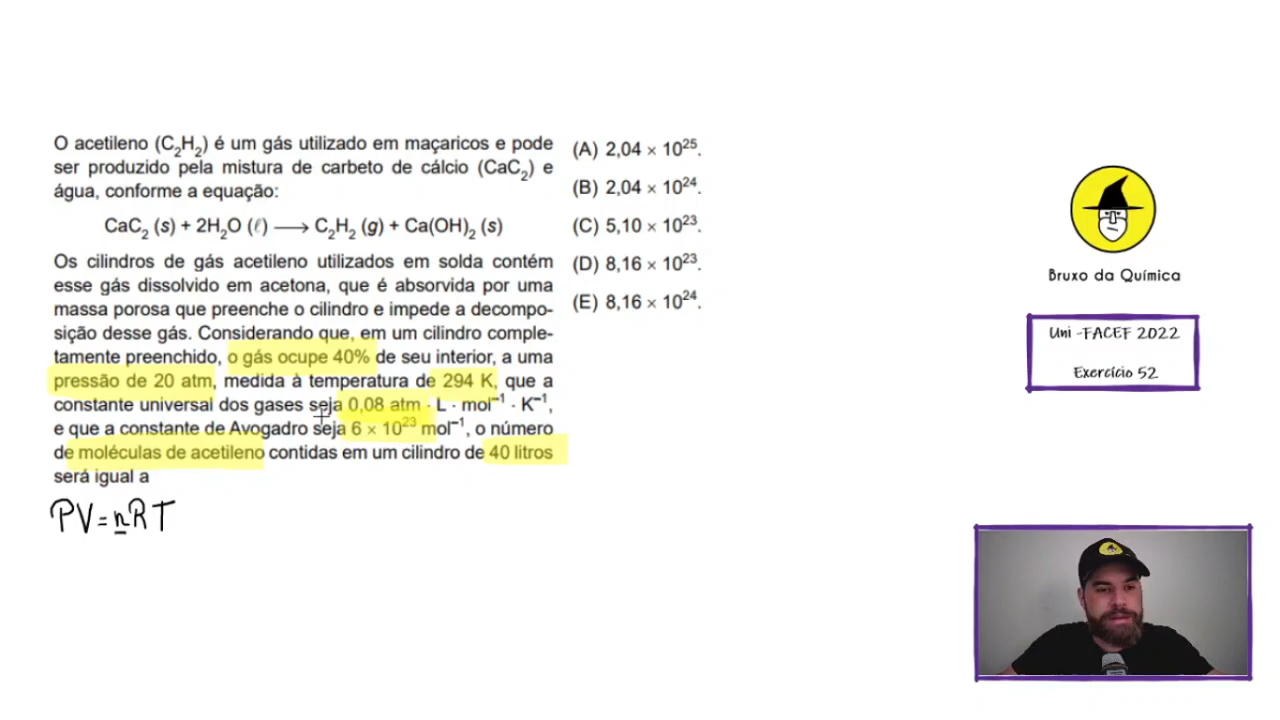 O acetileno (C₂H₂) é um gás utilizado em maçaricos e pode
ser produzido pela mistura de carbeto de cálcio (CaC₂) e
água, conforme a equação:
CaC₂ (s) + 2H₂O (ℓ) ⟶ C₂H₂ (g) + Ca(OH)₂ (s)
Os cilindros de gás acetileno utilizados em solda contém
esse gás dissolvido em acetona, que é absorvida por uma
massa porosa que preenche o cilindro e impede a decompo-
sição desse gás. Considerando que, em um cilindro comple-
tamente preenchido, o gás ocupe 40% de seu interior, a uma
pressão de 20 atm, medida à temperatura de 294 K, que a
constante universal dos gases seja 0,08 atm · L · mol⁻¹ · K⁻¹,
e que a constante de Avogadro seja 6 × 10²³ mol⁻¹, o número
de moléculas de acetileno contidas em um cilindro de 40 litros
será igual a
PV = nRT
(A) 2,04 × 10²⁵.
(B) 2,04 × 10²⁴.
(C) 5,10 × 10²³.
(D) 8,16 × 10²³.
(E) 8,16 × 10²⁴.
Bruxo da Química
Uni -FACEF 2022
Exercício 52